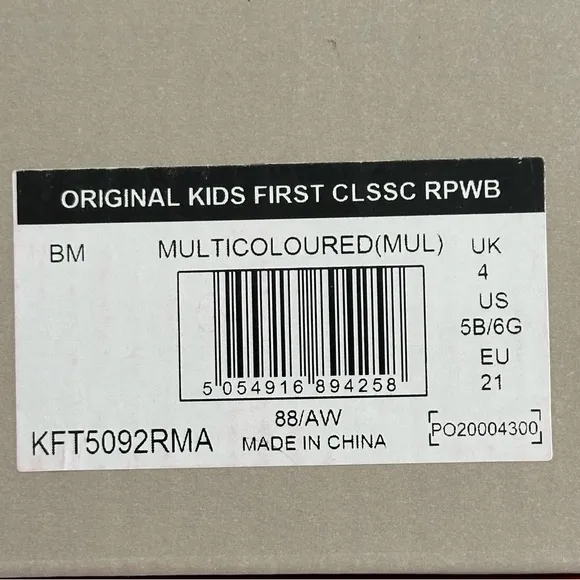 ORIGINAL KIDS FIRST CLSSC RPWB
BM
MULTICOLOURED(MUL)
UK
4
US
5B/6G
EU
21
5 054916 894258
88/AW
KFT5092RMA
MADE IN CHINA
PO20004300